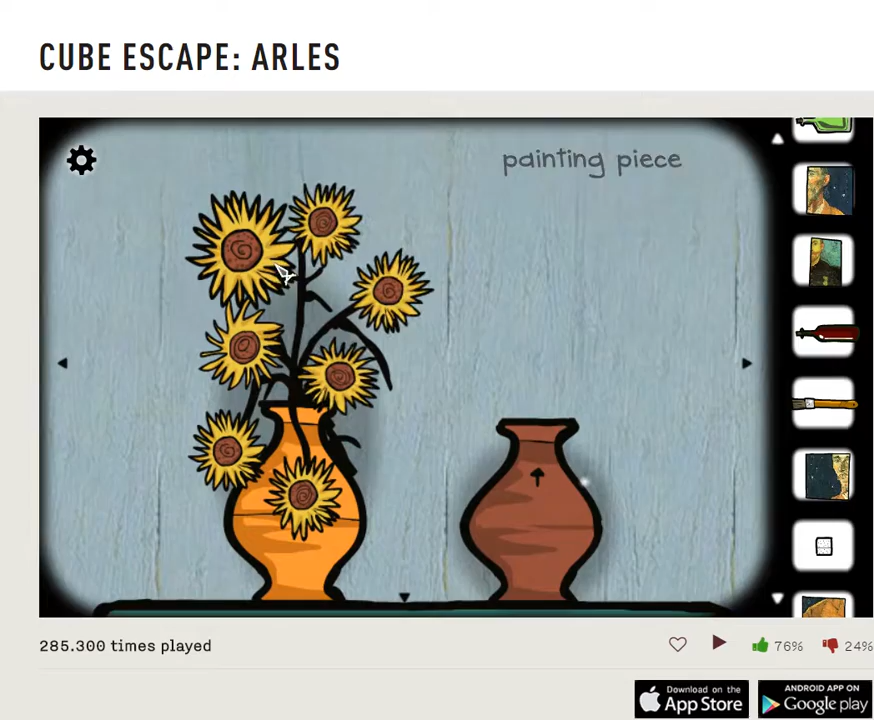 CUBE ESCAPE: ARLES
painting piece
285.300 times played
76%
24%
Download on the
App Store
ANDROID APP ON
Google play